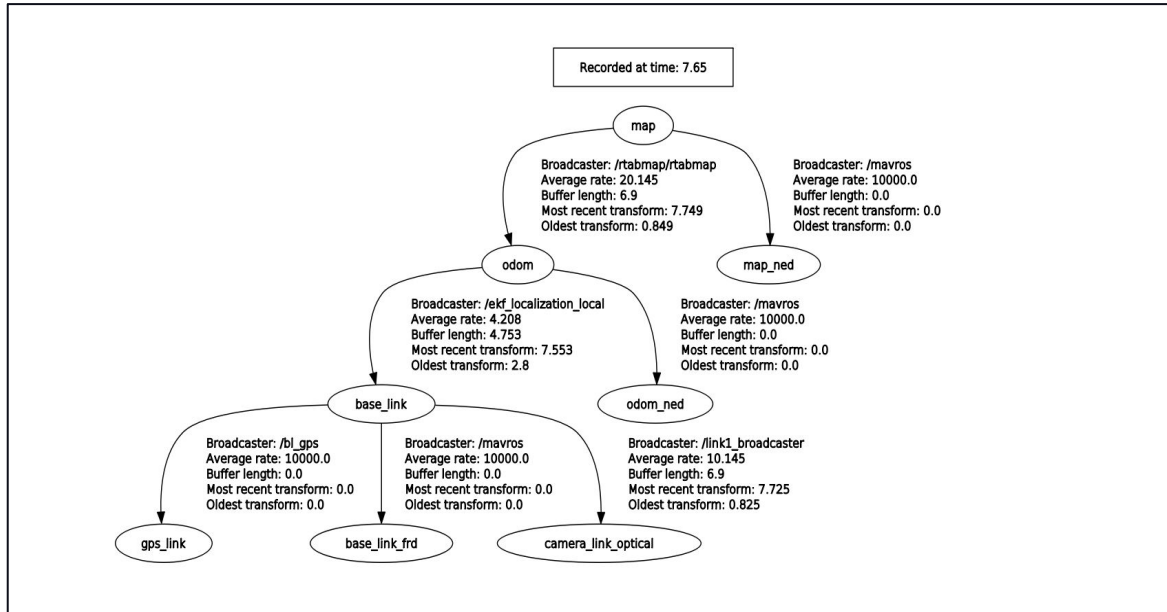 Recorded at time: 7.65
map
Broadcaster: /rtabmap/rtabmap
Average rate: 20.145
Buffer length: 6.9
Most recent transform: 7.749
Oldest transform: 0.849
Broadcaster: /mavros
Average rate: 10000.0
Buffer length: 0.0
Most recent transform: 0.0
Oldest transform: 0.0
odom
map_ned
Broadcaster: /ekf_localization_local
Average rate: 4.208
Buffer length: 4.753
Most recent transform: 7.553
Oldest transform: 2.8
Broadcaster: /mavros
Average rate: 10000.0
Buffer length: 0.0
Most recent transform: 0.0
Oldest transform: 0.0
base_link
odom_ned
Broadcaster: /bl_gps
Average rate: 10000.0
Buffer length: 0.0
Most recent transform: 0.0
Oldest transform: 0.0
Broadcaster: /mavros
Average rate: 10000.0
Buffer length: 0.0
Most recent transform: 0.0
Oldest transform: 0.0
Broadcaster: /link1_broadcaster
Average rate: 10.145
Buffer length: 6.9
Most recent transform: 7.725
Oldest transform: 0.825
gps_link
base_link_frd
camera_link_optical